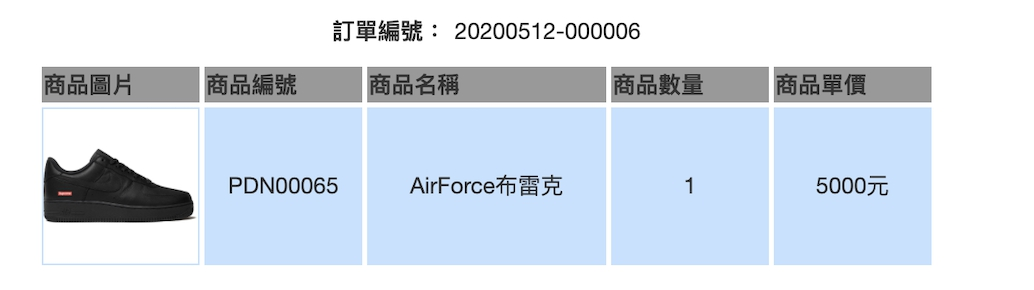 訂單編號： 20200512-000006
商品圖片 商品編號 商品名稱 商品數量 商品單價
PDN00065 AirForce布雷克 1 5000元